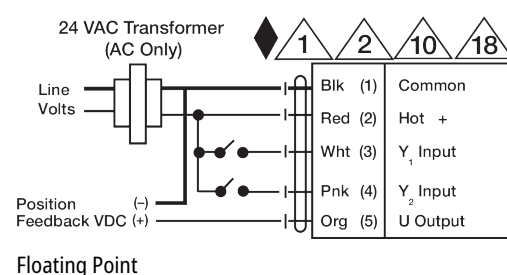 24 VAC Transformer
(AC Only)
1 2 10 18
Line
Volts
Blk (1) Common
Red (2) Hot +
Wht (3) Y1 Input
Pnk (4) Y2 Input
Org (5) U Output
Position (–)
Feedback VDC (+)
Floating Point